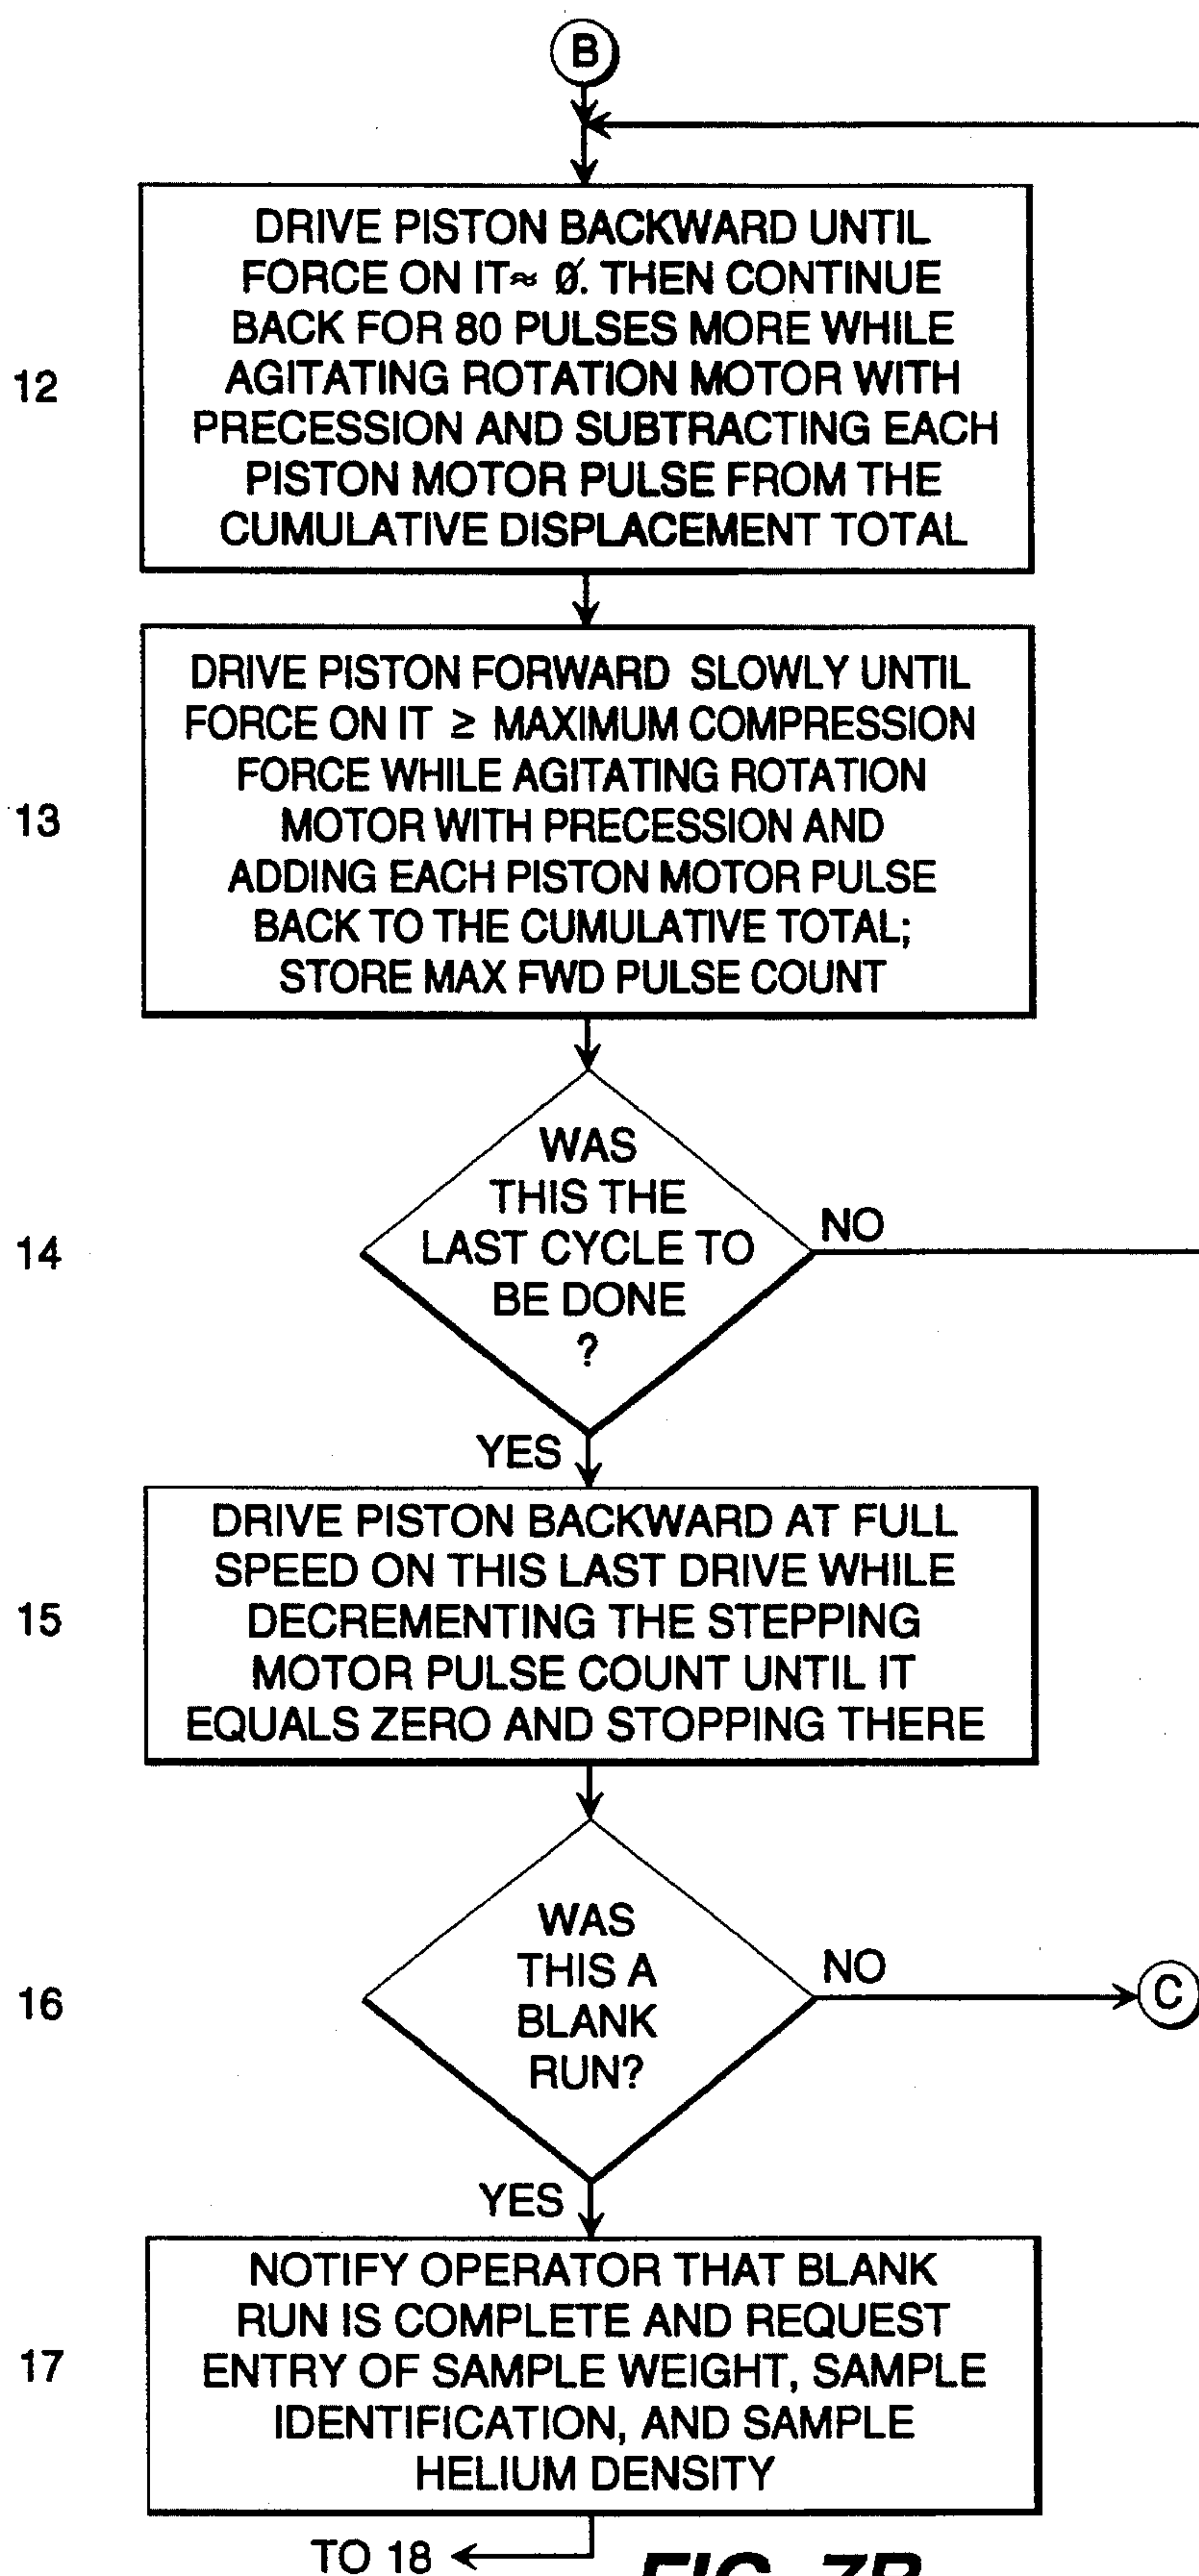 B
DRIVE PISTON BACKWARD UNTIL
FORCE ON IT ≈ 0̸. THEN CONTINUE
BACK FOR 80 PULSES MORE WHILE
AGITATING ROTATION MOTOR WITH
PRECESSION AND SUBTRACTING EACH
PISTON MOTOR PULSE FROM THE
CUMULATIVE DISPLACEMENT TOTAL
12
DRIVE PISTON FORWARD SLOWLY UNTIL
FORCE ON IT ≥ MAXIMUM COMPRESSION
FORCE WHILE AGITATING ROTATION
MOTOR WITH PRECESSION AND
ADDING EACH PISTON MOTOR PULSE
BACK TO THE CUMULATIVE TOTAL;
STORE MAX FWD PULSE COUNT
13
WAS
THIS THE
LAST CYCLE TO
BE DONE
?
14
NO
YES
DRIVE PISTON BACKWARD AT FULL
SPEED ON THIS LAST DRIVE WHILE
DECREMENTING THE STEPPING
MOTOR PULSE COUNT UNTIL IT
EQUALS ZERO AND STOPPING THERE
15
WAS
THIS A
BLANK
RUN?
16
NO
C
YES
NOTIFY OPERATOR THAT BLANK
RUN IS COMPLETE AND REQUEST
ENTRY OF SAMPLE WEIGHT, SAMPLE
IDENTIFICATION, AND SAMPLE
HELIUM DENSITY
17
TO 18
FIG. 7B